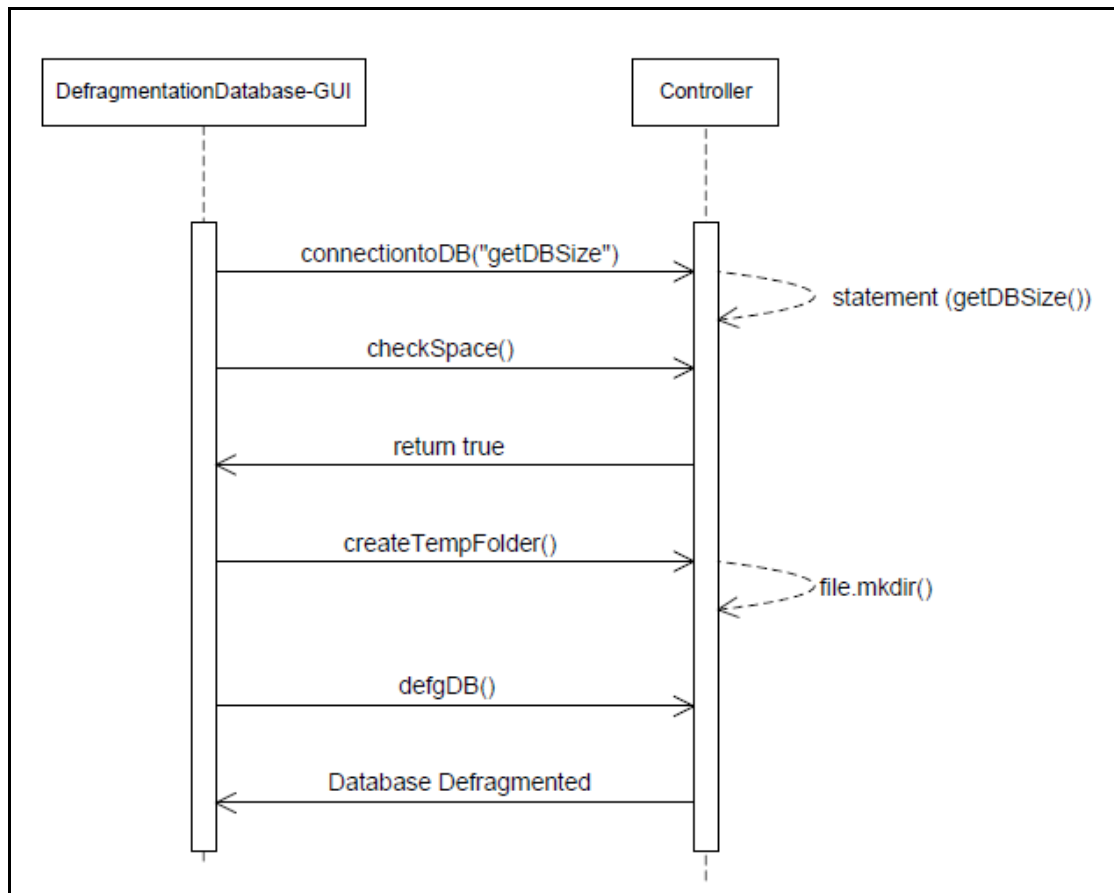 DefragmentationDatabase-GUI
Controller
connectiontoDB("getDBSize")
statement (getDBSize())
checkSpace()
return true
createTempFolder()
file.mkdir()
defgDB()
Database Defragmented